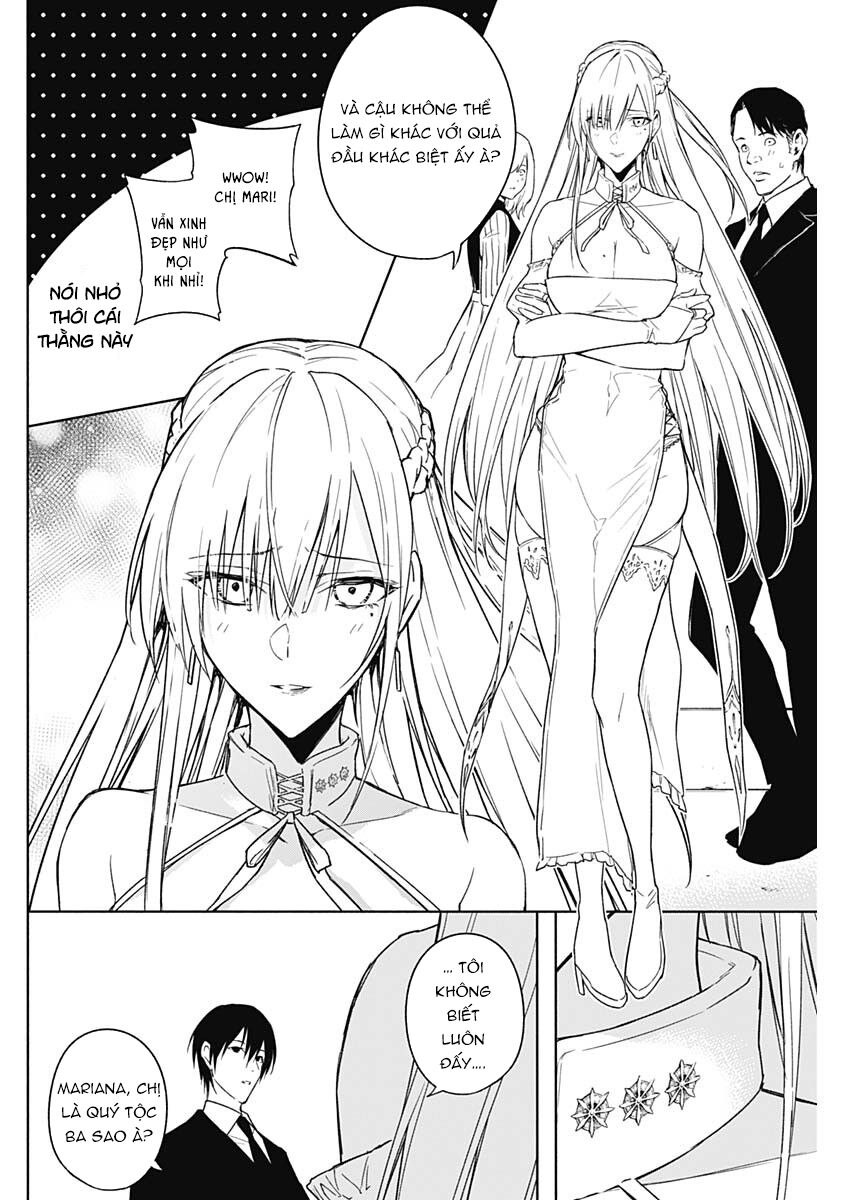 VÀ CẬU KHÔNG THỂ
LÀM GÌ KHÁC VỚI QUẢ
ĐẦU KHÁC BIỆT ẤY À?
WWOW!
CHỊ MARI!
VẪN XINH
ĐẸP NHƯ
MỌI
KHI NHỈ!
NÓI NHỎ
THÔI CÁI
THẰNG NÀY
... TÔI
KHÔNG
BIẾT
LUÔN
ĐẤY....
MARIANA, CHỊ
LÀ QUÝ TỘC
BA SAO À?